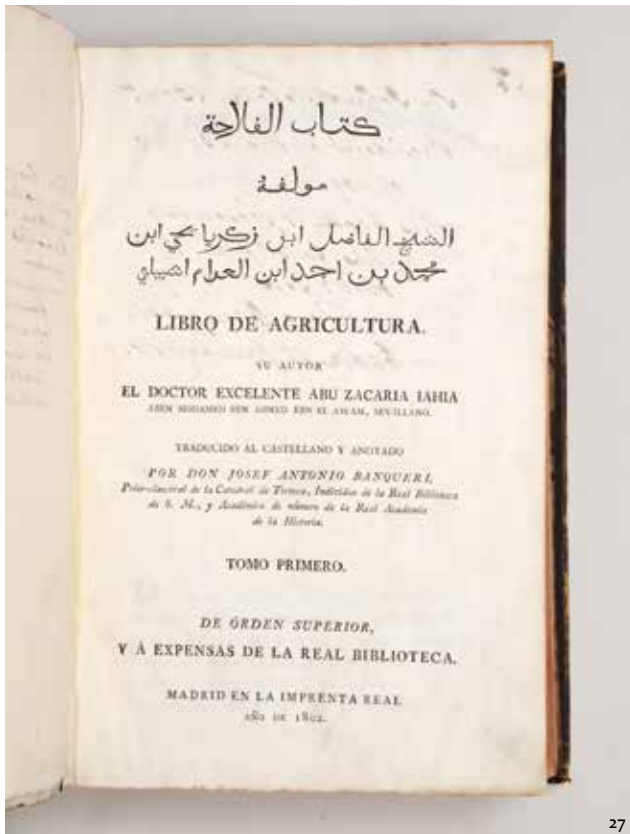 كتاب الفلاحة
مولفة
الشيخ الفاضل ابو زكريا يحيى ابن
محمد بن احمد ابن العوام اشبيلي
LIBRO DE AGRICULTURA.
SU AUTOR
EL DOCTOR EXCELENTE ABU ZACARIA IAHIA
ABEN MOHAMED BEN AHMED EBN EL AWAM, SEVILLANO.
TRADUCIDO AL CASTELLANO Y ANOTADO
POR DON JOSEF ANTONIO BANQUERI,
Prior-claustral de la Catedral de Tortosa, Individuo de la Real Biblioteca
de S. M., y Académico de número de la Real Academia
de la Historia.
TOMO PRIMERO.
DE ÓRDEN SUPERIOR,
Y Á EXPENSAS DE LA REAL BIBLIOTECA.
MADRID EN LA IMPRENTA REAL
AÑO DE 1802.
27